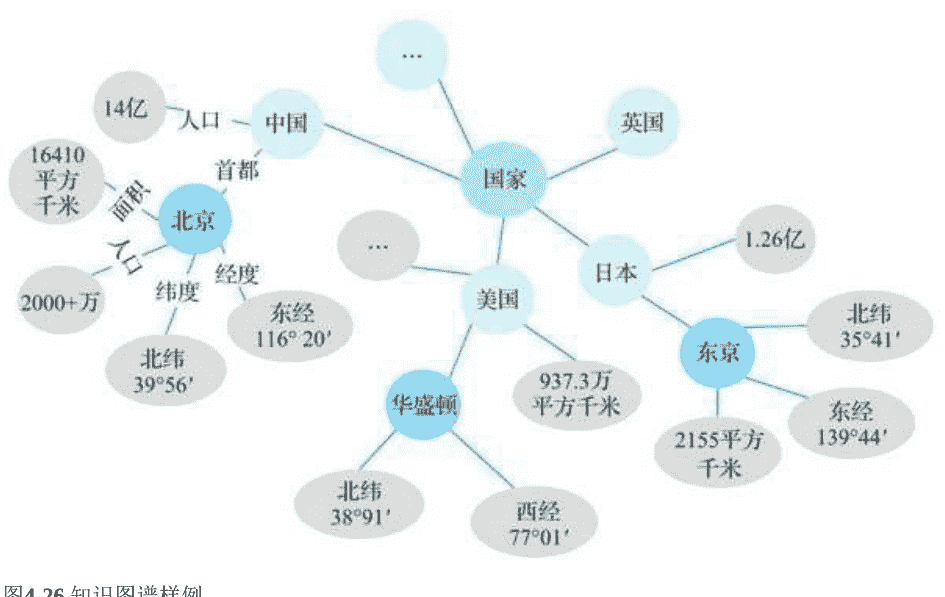 …
14亿
人口
中国
英国
16410
平方
千米
面积
首都
国家
北京
人口
2000+万
纬度
经度
东经
116° 20′
北纬
39°56′
…
美国
日本
1.26亿
北纬
35°41′
东京
937.3万
平方千米
华盛顿
东经
139°44′
2155平方
千米
北纬
38°91′
西经
77°01′
图4-26 知识图谱样例